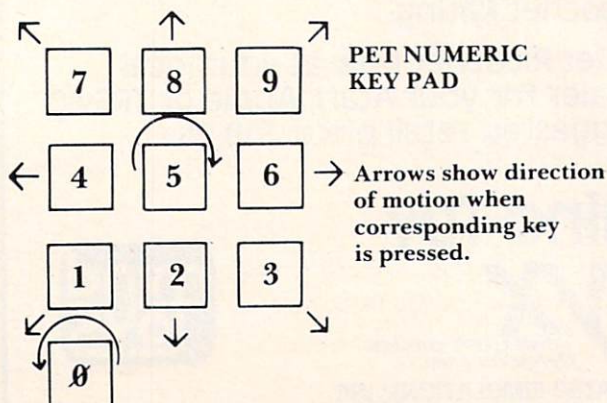 7 8 9
PET NUMERIC
KEY PAD
4 5 6
Arrows show direction
of motion when
corresponding key
is pressed.
1 2 3
0